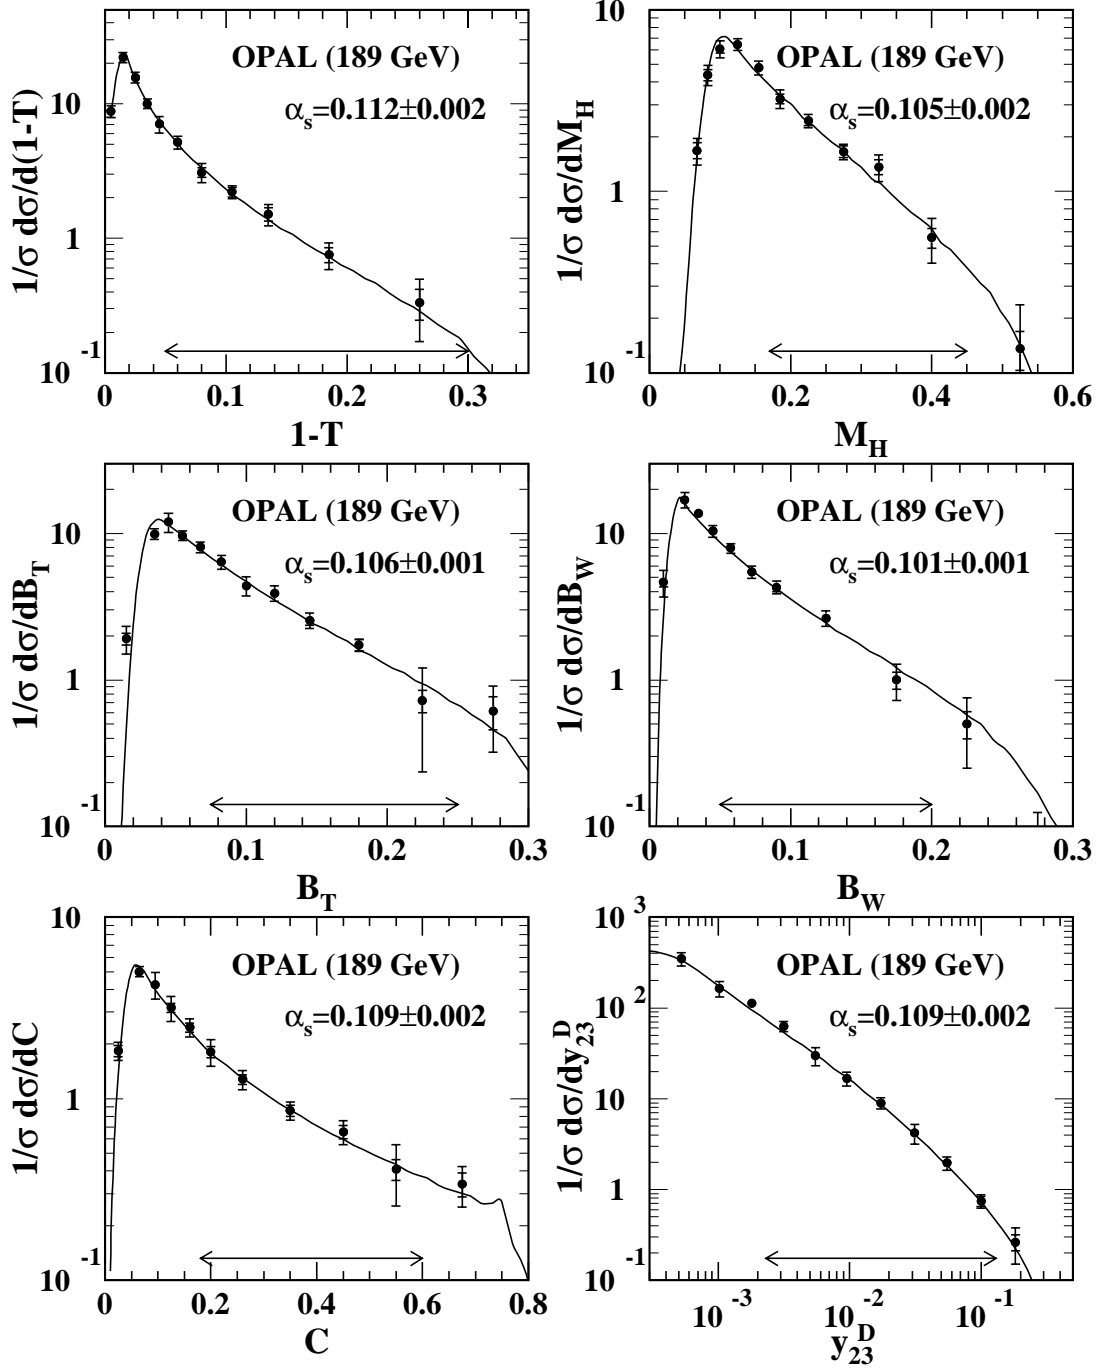 OPAL (189 GeV)
α_s=0.112±0.002
1/σ dσ/d(1-T)
10
1
10^-1
0 0.1 0.2 0.3
1-T
OPAL (189 GeV)
α_s=0.105±0.002
1/σ dσ/dM_H
10
1
10^-1
0 0.2 0.4 0.6
M_H
OPAL (189 GeV)
α_s=0.106±0.001
1/σ dσ/dB_T
10
1
10^-1
0 0.1 0.2 0.3
B_T
OPAL (189 GeV)
α_s=0.101±0.001
1/σ dσ/dB_W
10
1
10^-1
0 0.1 0.2 0.3
B_W
OPAL (189 GeV)
α_s=0.109±0.002
1/σ dσ/dC
10
1
10^-1
0 0.2 0.4 0.6 0.8
C
OPAL (189 GeV)
α_s=0.109±0.002
1/σ dσ/dy_23^D
10^3
10^2
10
1
10^-1
10^-3 10^-2 10^-1
y_23^D